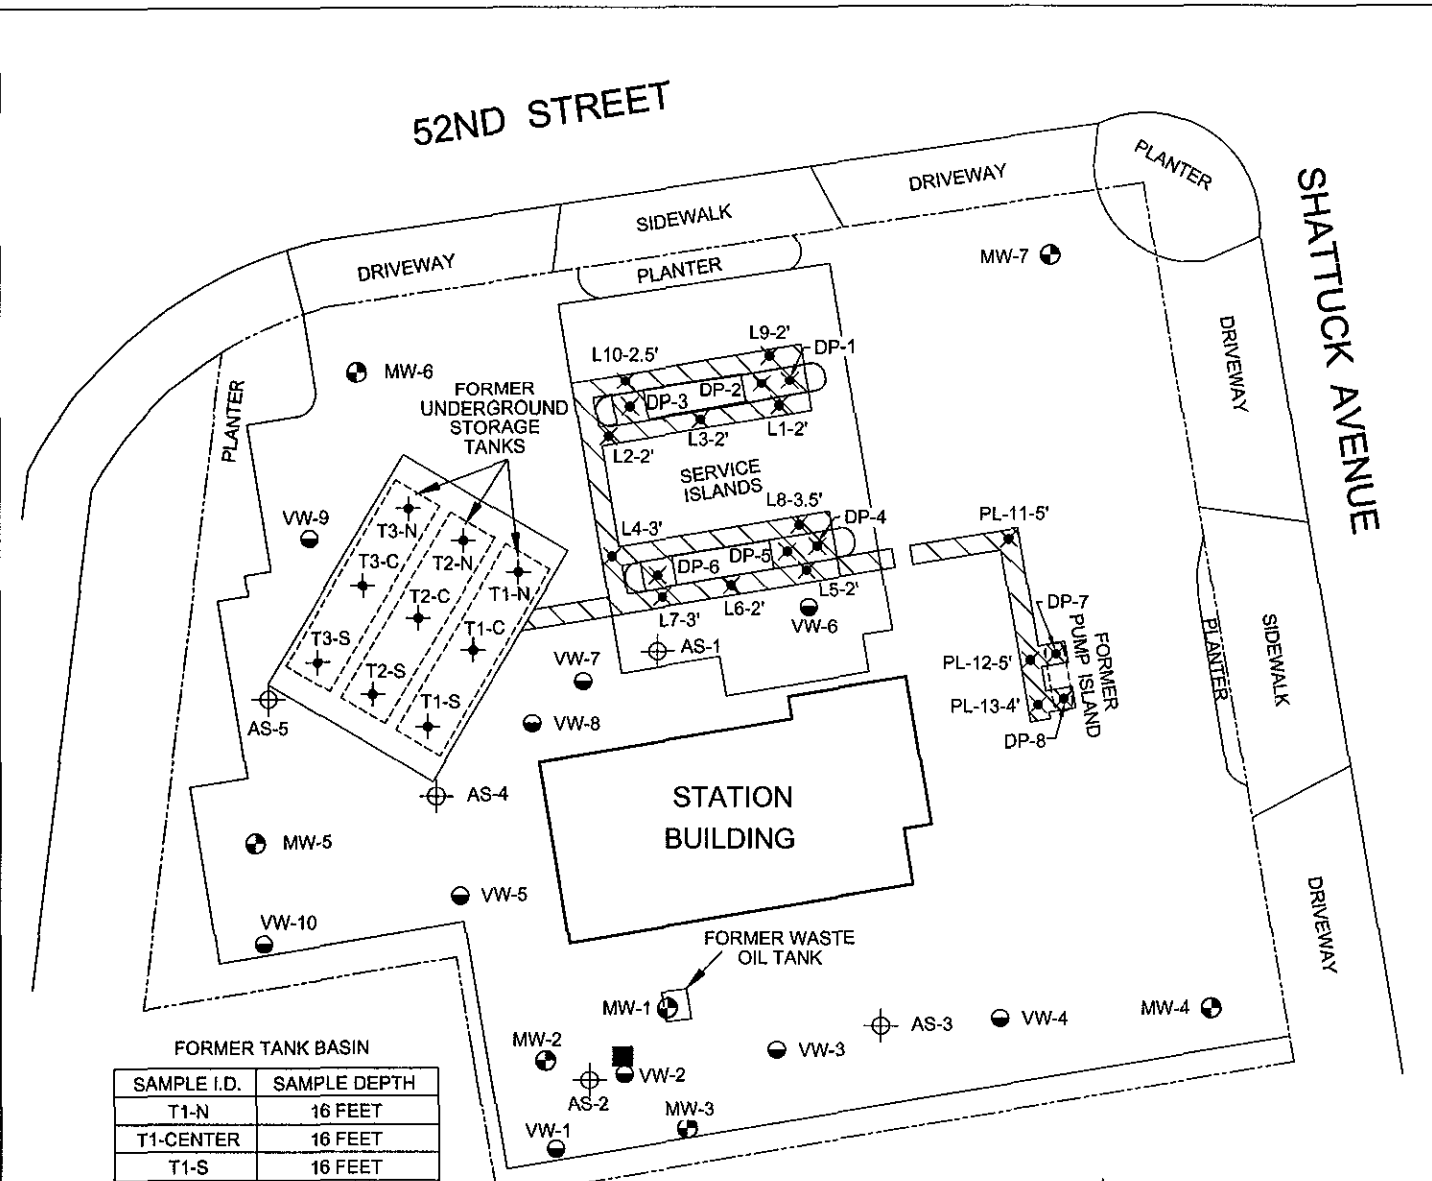 52ND STREET
SHATTUCK AVENUE
PLANTER
DRIVEWAY
SIDEWALK
DRIVEWAY
PLANTER
MW-7
DRIVEWAY
L9-2'
DP-1
L10-2.5'
DP-2
DP-3
MW-6
FORMER
UNDERGROUND
STORAGE
TANKS
PLANTER
L3-2'
L1-2'
L2-2'
SERVICE
ISLANDS
L8-3.5'
DP-4
PL-11-5'
VW-9
T3-N
L4-3'
T2-N
DP-5
DP-6
T3-C
T1-N
T2-C
L5-2'
L6-2'
L7-3'
DP-7
VW-6
T1-C
T3-S
AS-1
VW-7
PL-12-5'
FORMER
PUMP ISLAND
PLANTER
SIDEWALK
T2-S
T1-S
PL-13-4'
AS-5
VW-8
DP-8
AS-4
STATION
BUILDING
MW-5
VW-5
VW-10
DRIVEWAY
FORMER WASTE
OIL TANK
MW-1
MW-4
AS-3
VW-4
MW-2
VW-3
VW-2
AS-2
MW-3
VW-1
FORMER TANK BASIN
SAMPLE I.D. SAMPLE DEPTH
T1-N 16 FEET
T1-CENTER 16 FEET
T1-S 16 FEET